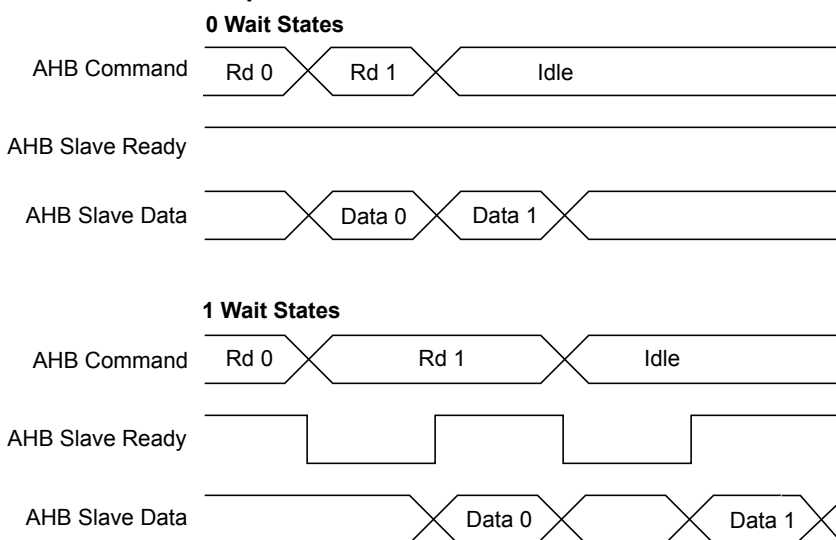 0 Wait States
AHB Command Rd 0 Rd 1 Idle
AHB Slave Ready
AHB Slave Data Data 0 Data 1
1 Wait States
AHB Command Rd 0 Rd 1 Idle
AHB Slave Ready
AHB Slave Data Data 0 Data 1